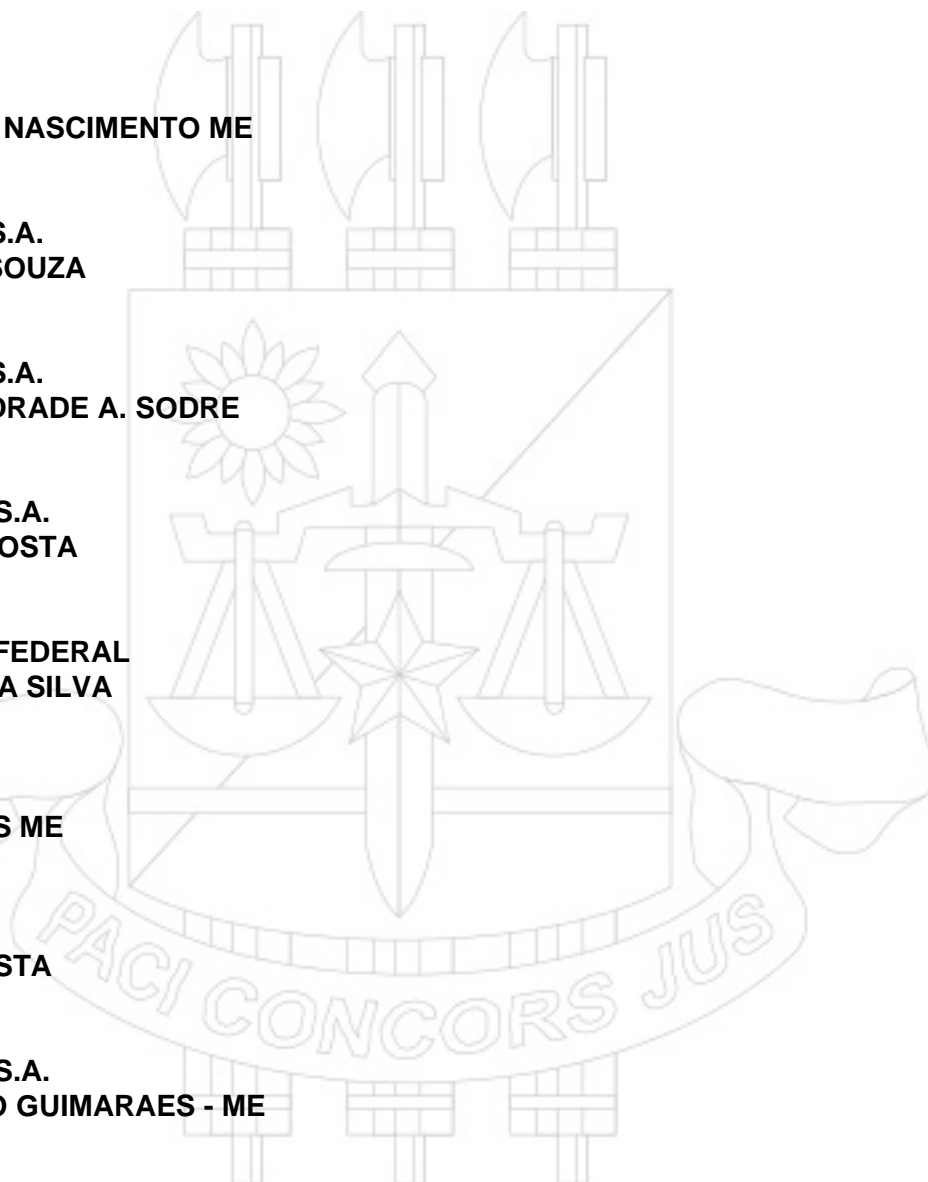 NASCIMENTO ME
S.A.
SOUZA
S.A.
DRADE A. SODRE
S.A.
OSTA
FEDERAL
A SILVA
S ME
STA
S.A.
O GUIMARAES - ME
PACI CONCORS JUS